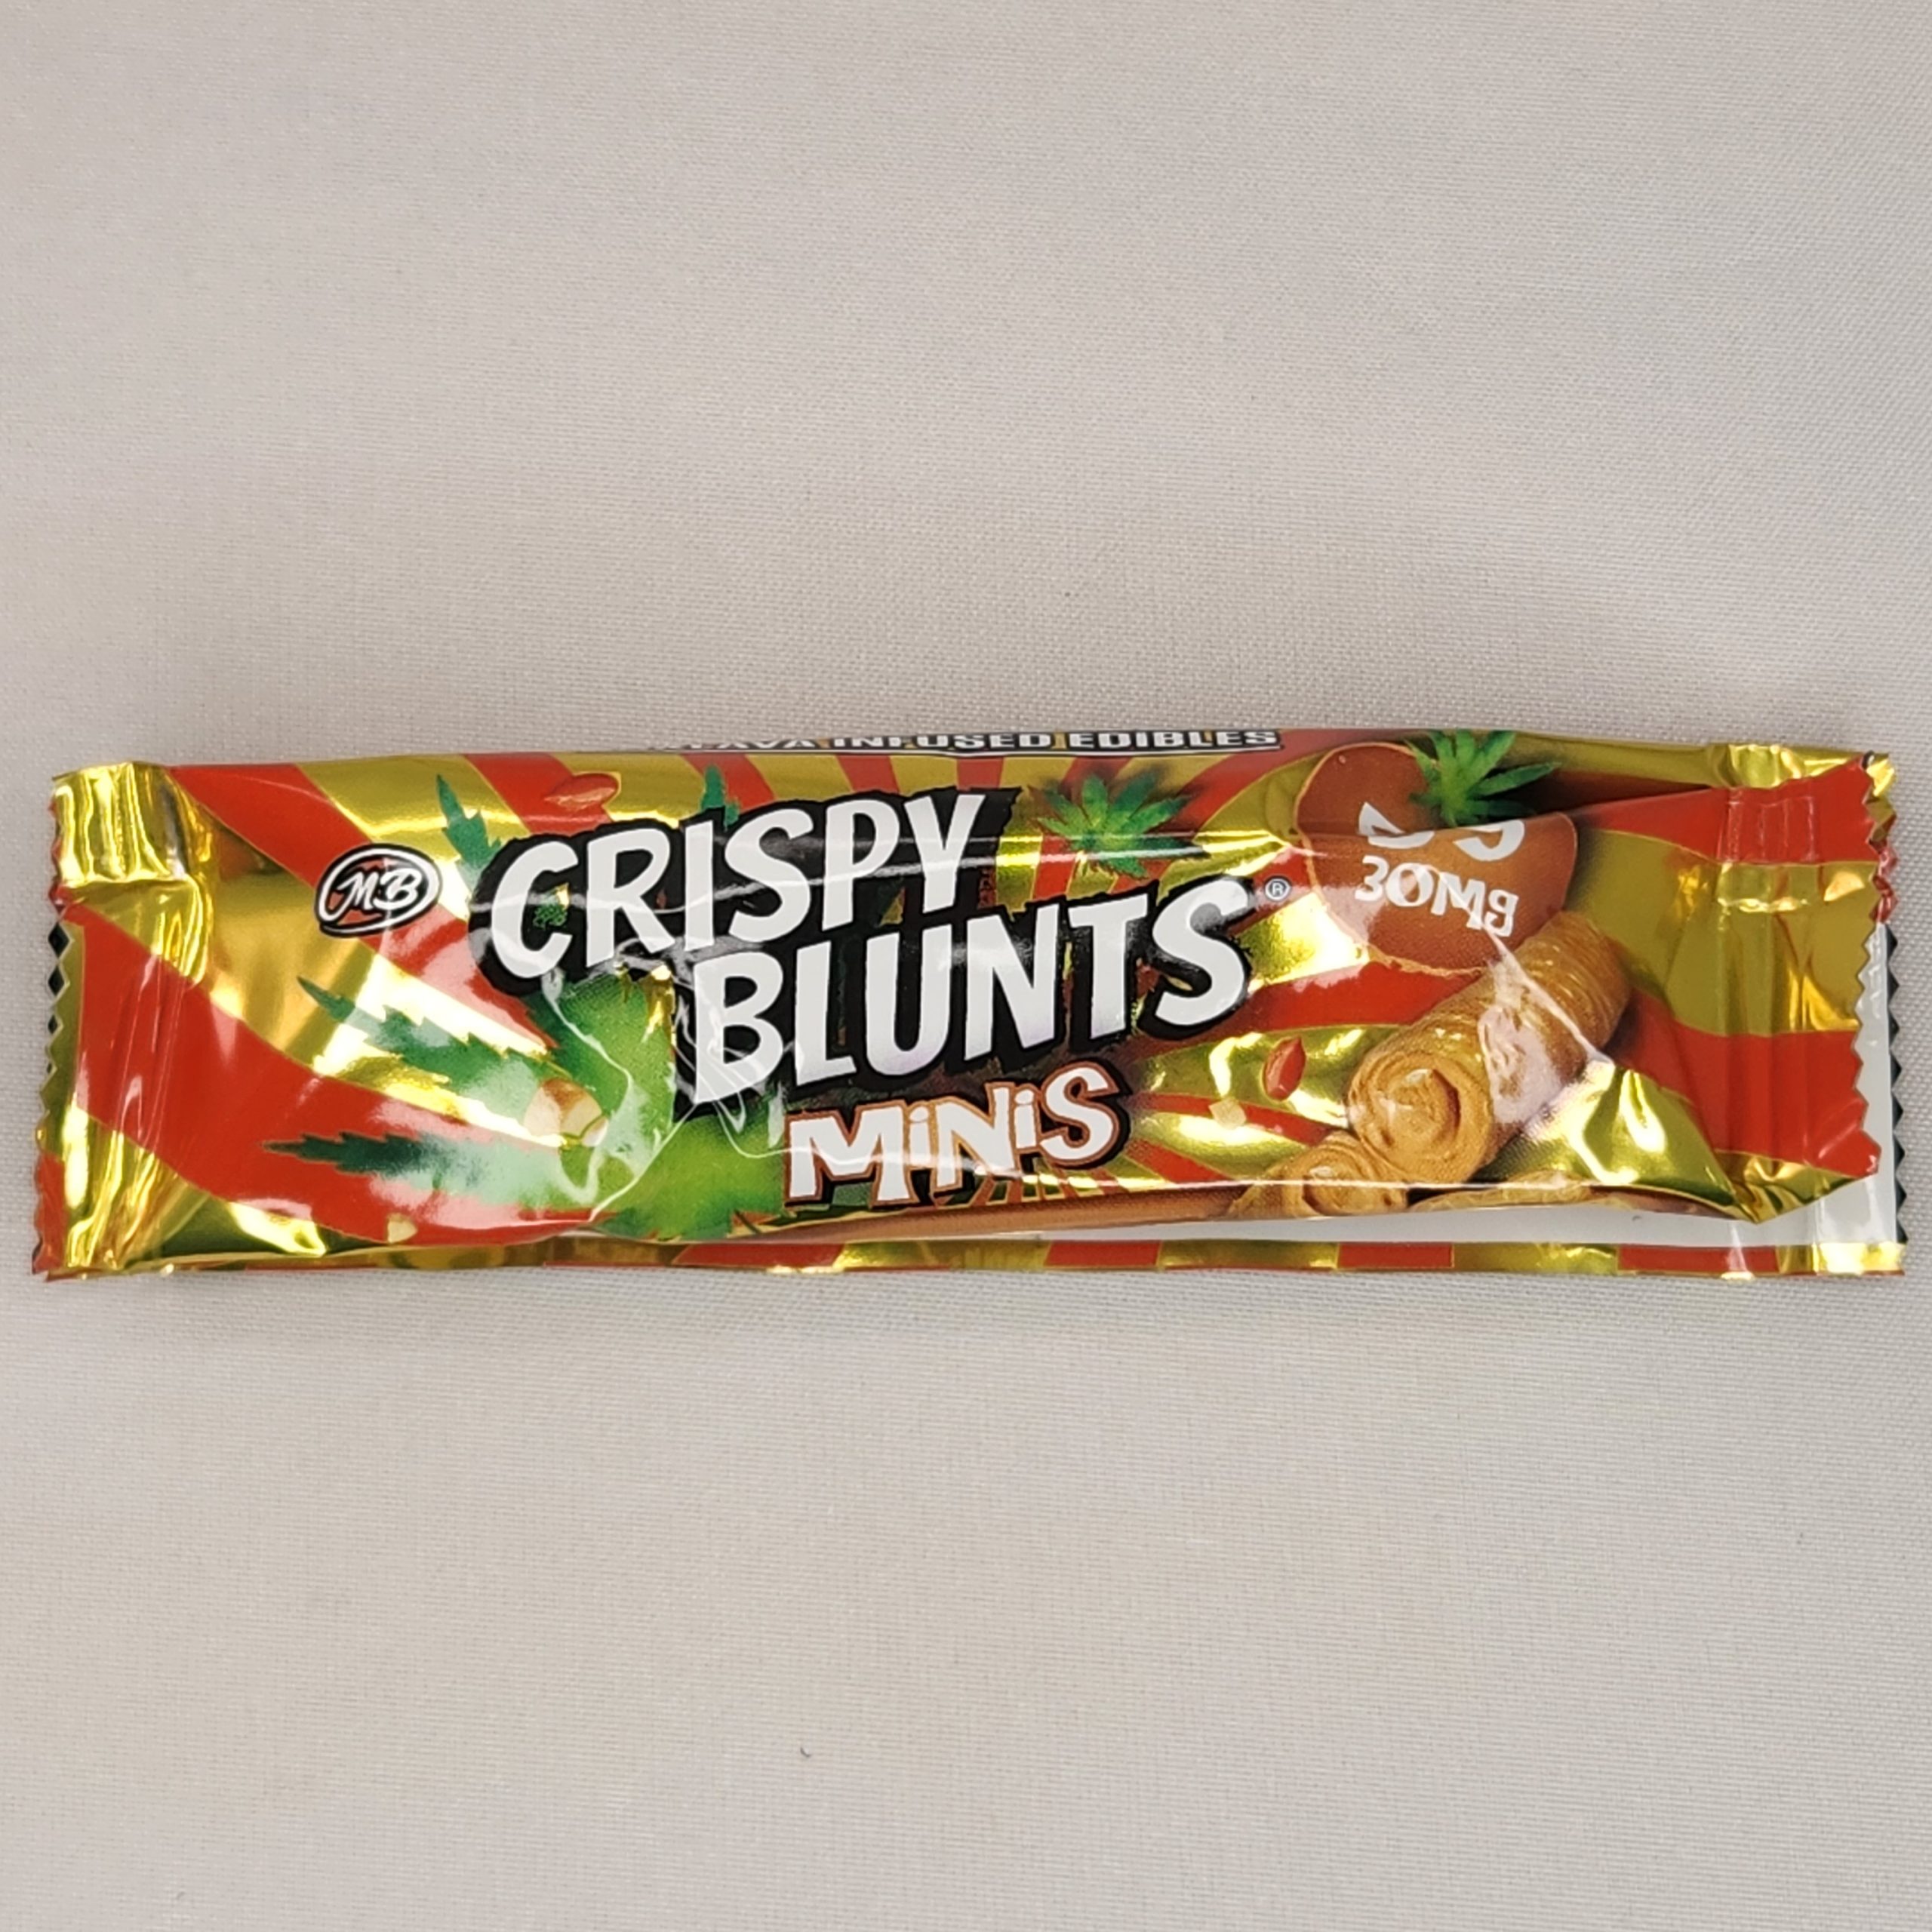 INFUSED EDIBLES
MB
CRISPY
BLUNTS®
MINIS
30MG